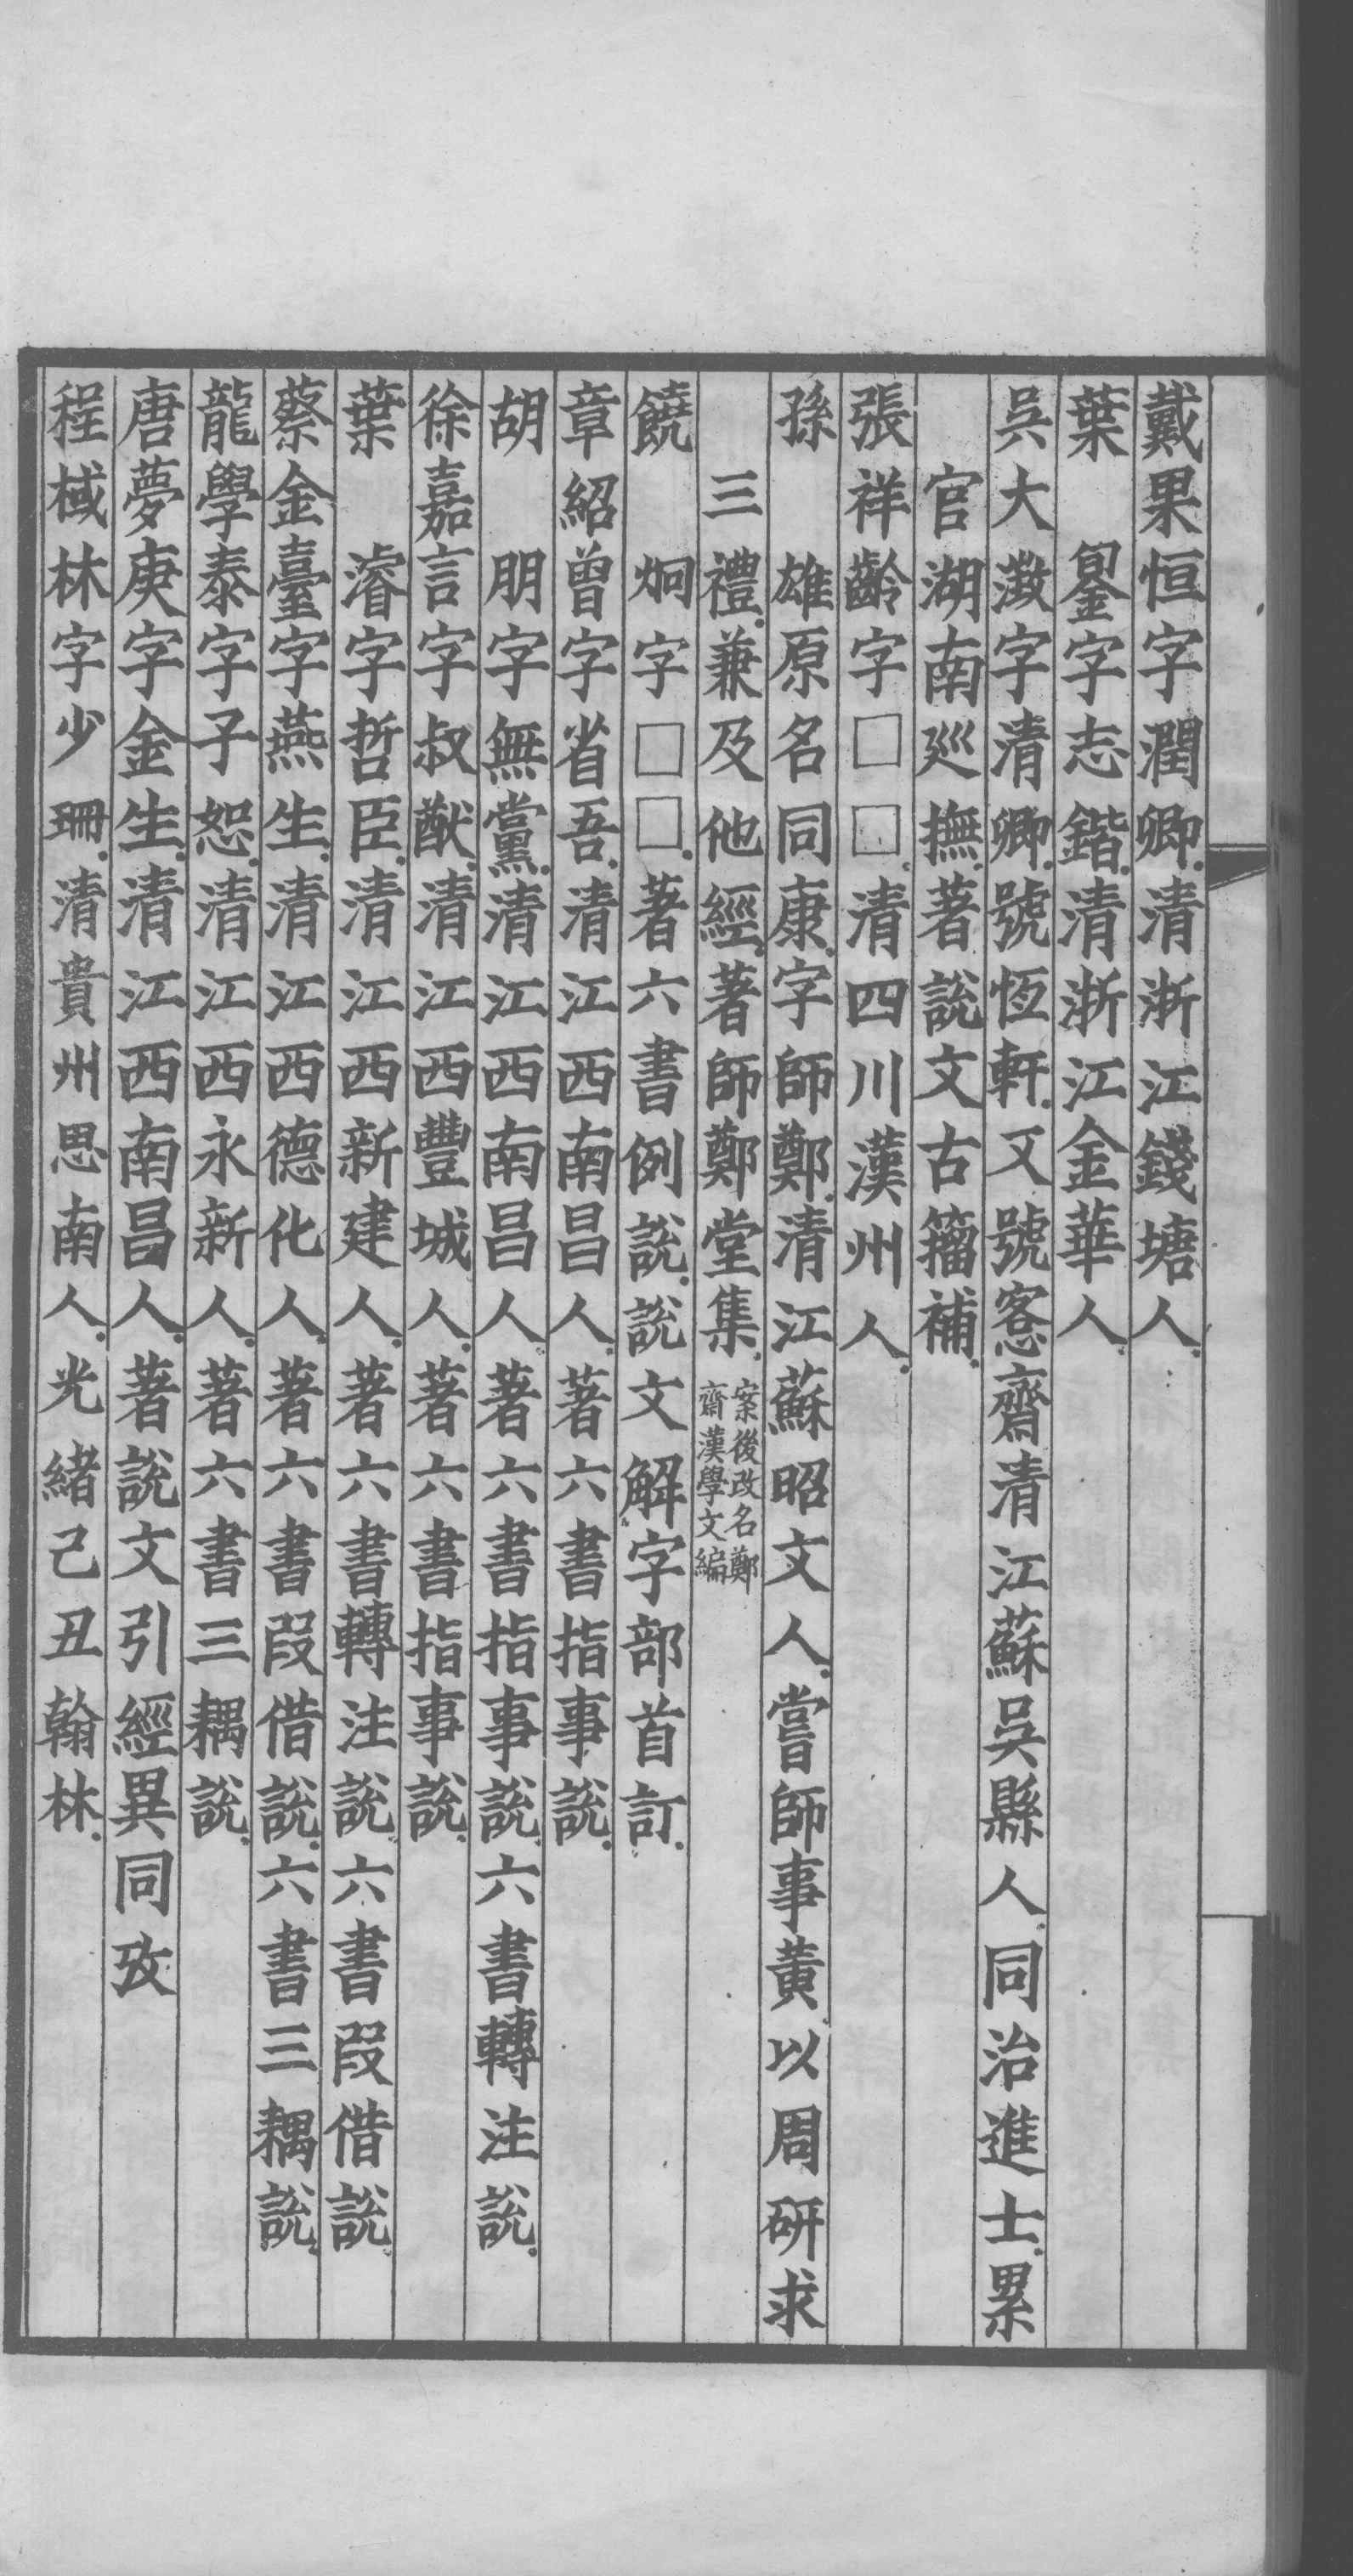 戴果恒字潤卿.清浙江錢塘人.
葉　鋆字志鍇.清浙江金華人.
吳大澂字清卿.號恆軒.又號愙齋清江蘇吳縣人.同治進士.累
官湖南廵撫.著說文古籀補.
張祥齡字□□.清四川漢州人.
孫　雄原名同康.字師鄭.清江蘇昭文人.嘗師事黃以周研求
三禮.兼及他經.著師鄭堂集.案後改名鄭
齋漢學文編
饒　炯字□□.著六書例說.說文解字部首訂.
章紹曾字省吾.清江西南昌人.著六書指事說.
胡　朋字無黨.清江西南昌人.著六書指事說.六書轉注說.
徐嘉言字叔猷.清江西豐城人.著六書指事說.
葉　濬字哲臣.清江西新建人.著六書轉注說.六書叚借說.
蔡金臺字燕生.清江西德化人.著六書叚借說.六書三耦說.
龍學泰字子恕.清江西永新人.著六書三耦說.
唐夢庚字金生.清江西南昌人.著說文引經異同攷
程棫林字少珊.清貴州思南人.光緒己丑翰林.